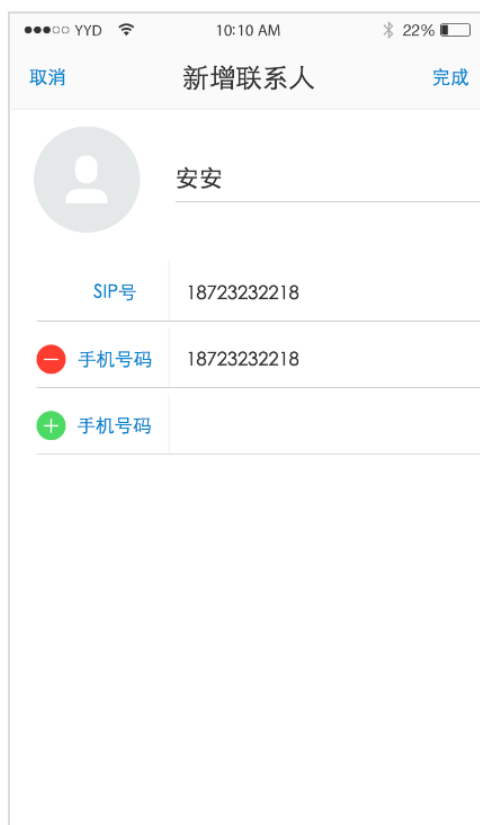 YYD 10:10 AM 22%
取消 新增联系人 完成
安安
SIP号 18723232218
手机号码 18723232218
手机号码